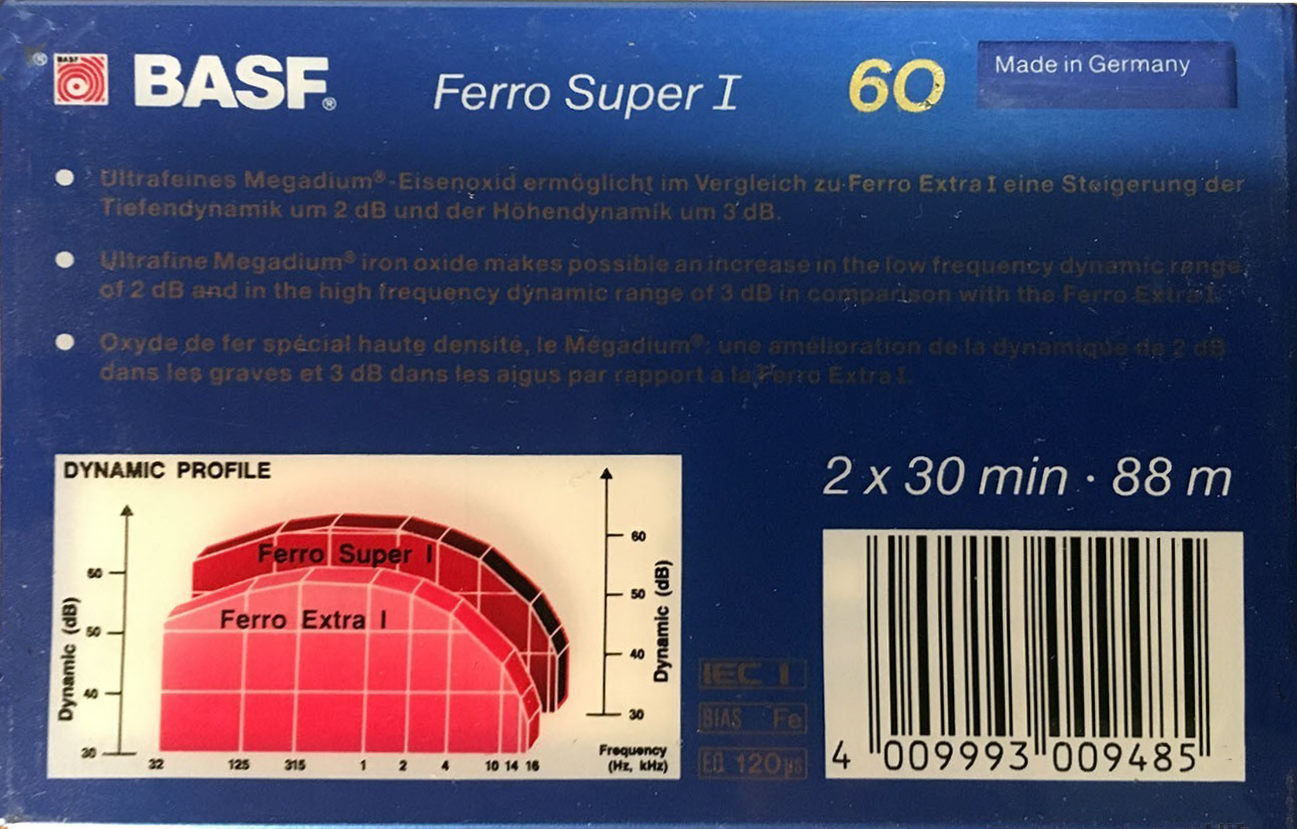 ® BASF BASF® Ferro Super I 60 Made in Germany
Ultrafeines Megadium®-Eisenoxid ermöglicht im Vergleich zu Ferro Extra I eine Steigerung der
Tiefendynamik um 2 dB und der Höhendynamik um 3 dB.
Ultrafine Megadium® iron oxide makes possible an increase in the low frequency dynamic range
of 2 dB and in the high frequency dynamic range of 3 dB in comparison with the Ferro Extra I.
Oxyde de fer spécial haute densité, le Mégadium®: une amélioration de la dynamique de 2 dB
dans les graves et 3 dB dans les aigus par rapport à la Ferro Extra I.
DYNAMIC PROFILE
Ferro Super I
Ferro Extra I
Dynamic (dB)
60
50
40
30
60
50
40
30
Dynamic (dB)
32 125 315 1 2 4 10 14 16
Frequency
(Hz, kHz)
IEC I
BIAS Fe
EQ 120µs
2 x 30 min · 88 m
4 009993 009485